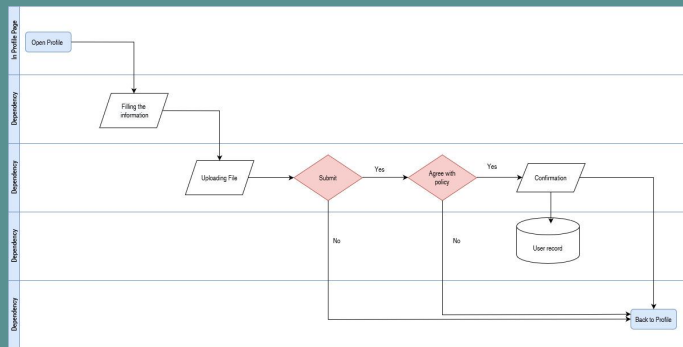 In Profile Page
Open Profile
Dependency
Filling the
information
Dependency
Uploading File
Submit
Yes
Agree with
policy
Yes
Confirmation
Dependency
No
No
User record
Dependency
Back to Profile